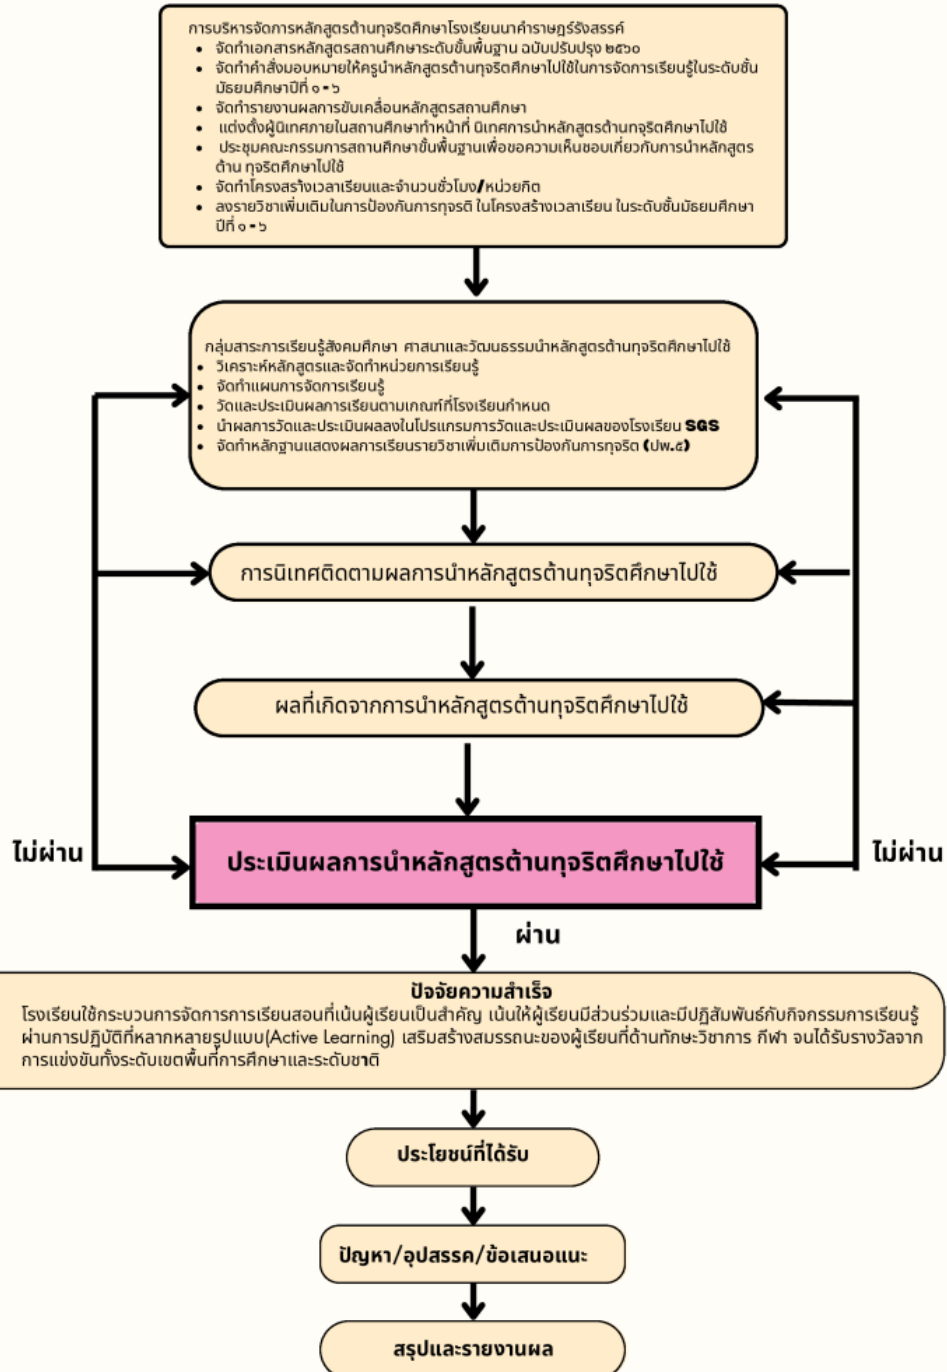 การบริหารจัดการหลักสูตรต้านทุจริตศึกษาโรงเรียนนาคำราษฎร์รังสรรค์
• จัดทำเอกสารหลักสูตรสถานศึกษาระดับขั้นพื้นฐาน ฉบับปรับปรุง ๒๕๖๐
• จัดทำคำสั่งมอบหมายให้ครูนำหลักสูตรต้านทุจริตศึกษาไปใช้ในการจัดการเรียนรู้ในระดับชั้น
มัธยมศึกษาปีที่ ๑ - ๖
• จัดทำรายงานผลการขับเคลื่อนหลักสูตรสถานศึกษา
• แต่งตั้งผู้นิเทศภายในสถานศึกษาทำหน้าที่ นิเทศการนำหลักสูตรต้านทจุริตศึกษาไปใช้
• ประชุมคณะกรรมการสถานศึกษาขั้นพื้นฐานเพื่อขอความเห็นชอบเกี่ยวกับการนำหลักสูตร
ต้าน ทุจริตศึกษาไปใช้
• จัดทำโครงสร้างเวลาเรียนและจำนวนชั่วโมง/หน่วยกิต
• ลงรายวิชาเพิ่มเติมในการป้องกันการทุจรติ ในโครงสร้างเวลาเรียน ในระดับชั้นมัธยมศึกษา
ปีที่ ๑ - ๖
กลุ่มสาระการเรียนรู้สังคมศึกษา ศาสนาและวัฒนธรรมนำหลักสูตรต้านทุจริตศึกษาไปใช้
• วิเคราะห์หลักสูตรและจัดทำหน่วยการเรียนรู้
• จัดทำแผนการจัดการเรียนรู้
• วัดและประเมินผลการเรียนตามเกณฑ์ที่โรงเรียนกำหนด
• นำผลการวัดและประเมินผลลงในโปรแกรมการวัดและประเมินผลของโรงเรียน SGS
• จัดทำหลักฐานแสดงผลการเรียนรายวิชาเพิ่มเติมการป้องกันการทุจริต (ปพ.๕)
การนิเทศติดตามผลการนำหลักสูตรต้านทุจริตศึกษาไปใช้
ผลที่เกิดจากการนำหลักสูตรต้านทุจริตศึกษาไปใช้
ไม่ผ่าน
ประเมินผลการนำหลักสูตรต้านทุจริตศึกษาไปใช้
ไม่ผ่าน
ผ่าน
ปัจจัยความสำเร็จ
โรงเรียนใช้กระบวนการจัดการการเรียนสอนที่เน้นผู้เรียนเป็นสำคัญ เน้นให้ผู้เรียนมีส่วนร่วมและมีปฏิสัมพันธ์กับกิจกรรมการเรียนรู้
ผ่านการปฏิบัติที่หลากหลายรูปแบบ(Active Learning) เสริมสร้างสมรรถนะของผู้เรียนที่ด้านทักษะวิชาการ กีฬา จนได้รับรางวัลจาก
การแข่งขันทั้งระดับเขตพื้นที่การศึกษาและระดับชาติ
ประโยชน์ที่ได้รับ
ปัญหา/อุปสรรค/ข้อเสนอแนะ
สรุปและรายงานผล